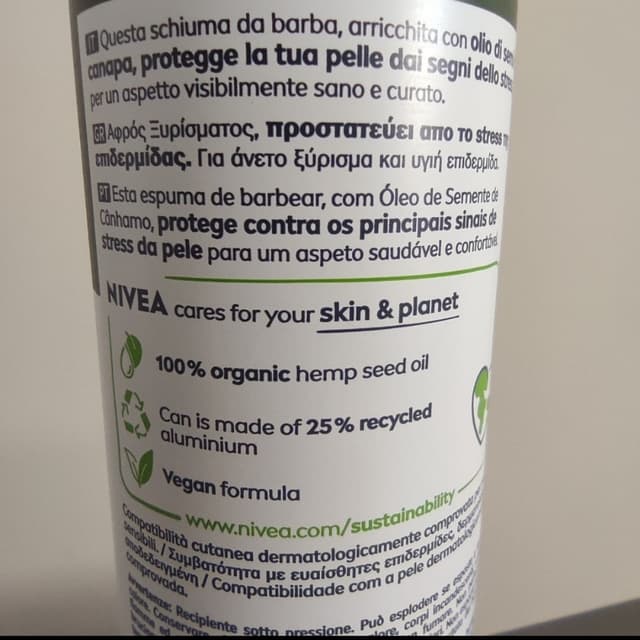 IT Questa schiuma da barba, arricchita con olio di
canapa, protegge la tua pelle dai segni dello
per un aspetto visibilmente sano e curato.
GR Αφρός Ξυρίσματος, προστατεύει απο το stress
επιδερμίδας. Για άνετο ξύρισμα και υγιή επιδερμίδα.
PT Esta espuma de barbear, com Óleo de Semente de
Cânhamo, protege contra os principais sinais de
stress da pele para um aspeto saudável e confortável.
NIVEA cares for your skin & planet
100% organic hemp seed oil
Can is made of 25% recycled
aluminium
Vegan formula
www.nivea.com/sustainability
Compatibilità cutanea dermatologicamente comprovata
sensibili. / Συμβατότητα με ευαίσθητες επιδερμίδες,
αποδεδειγμένη / Compatibilidade com a pele
comprovada.
Avvertenze: Recipiente sotto pressione. Può esplodere se
Conservare